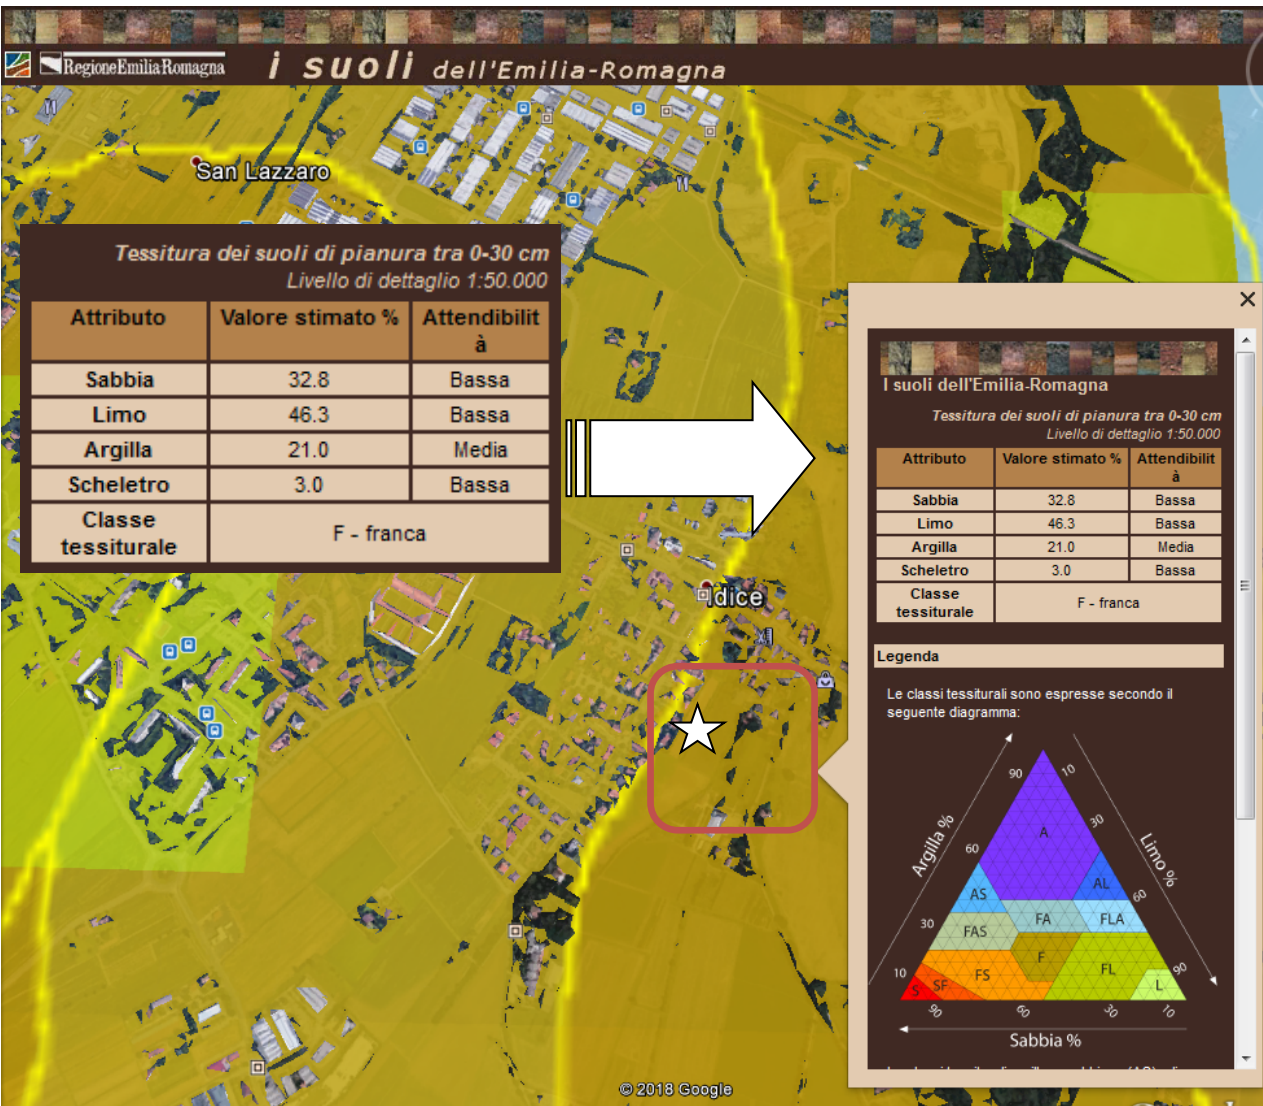 RegioneEmiliaRomagna
i suoli dell'Emilia-Romagna
San Lazzaro
Tessitura dei suoli di pianura tra 0-30 cm
Livello di dettaglio 1:50.000
Attributo Valore stimato % Attendibilit
à
Sabbia 32.8 Bassa
Limo 46.3 Bassa
Argilla 21.0 Media
Scheletro 3.0 Bassa
Classe
tessiturale F - franca
Idice
© 2018 Google
I suoli dell'Emilia-Romagna
Tessitura dei suoli di pianura tra 0-30 cm
Livello di dettaglio 1:50.000
Attributo Valore stimato % Attendibilit
à
Sabbia 32.8 Bassa
Limo 46.3 Bassa
Argilla 21.0 Media
Scheletro 3.0 Bassa
Classe
tessiturale F - franca
Legenda
Le classi tessiturali sono espresse secondo il
seguente diagramma:
90 10
Argilla % A 30 Limo %
60
AS AL 60
30 FAS FA FLA
10 S SF FS F FL L 90
90 60 30 10
Sabbia %